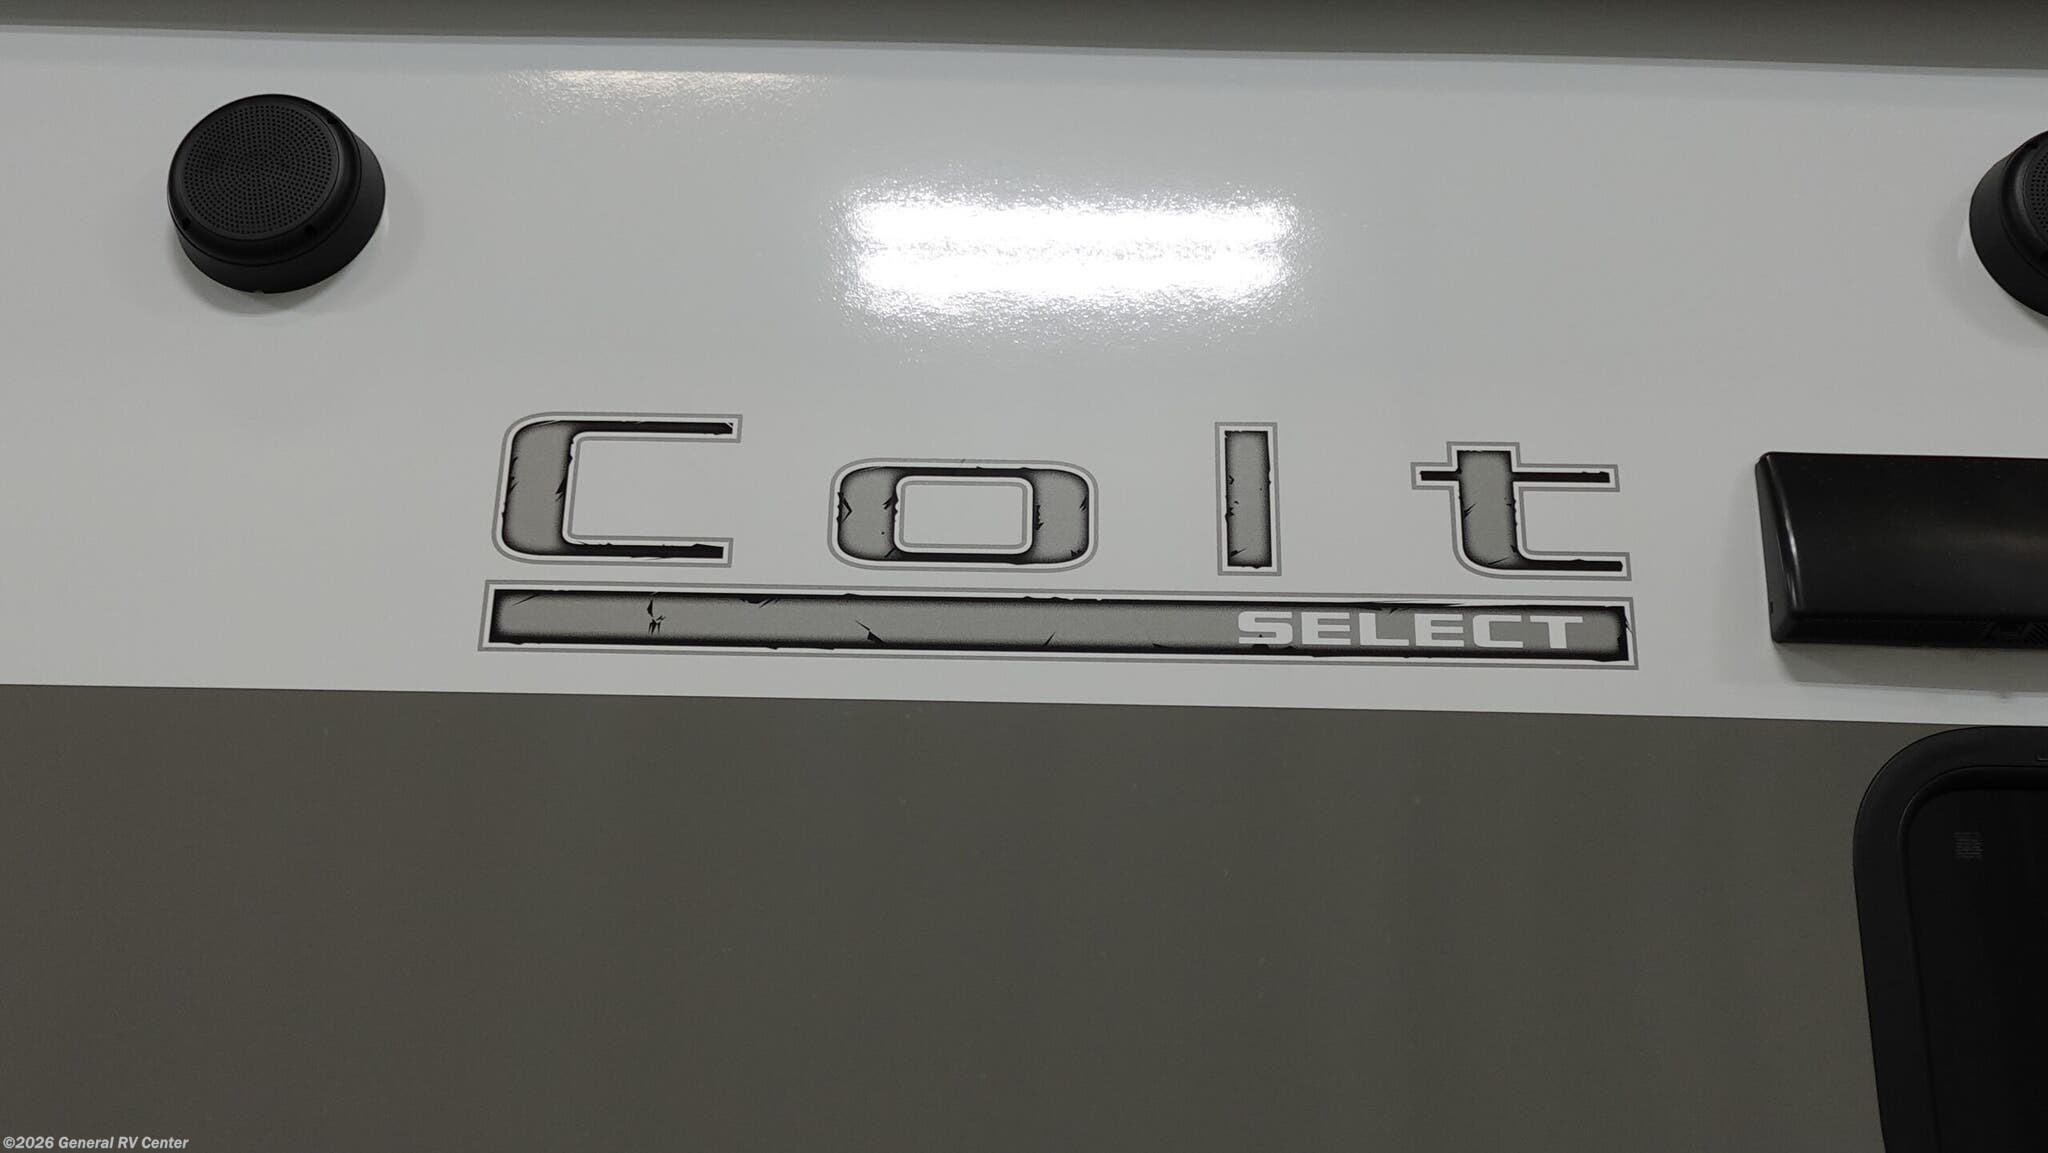 Colt
SELECT
©2026 General RV Center